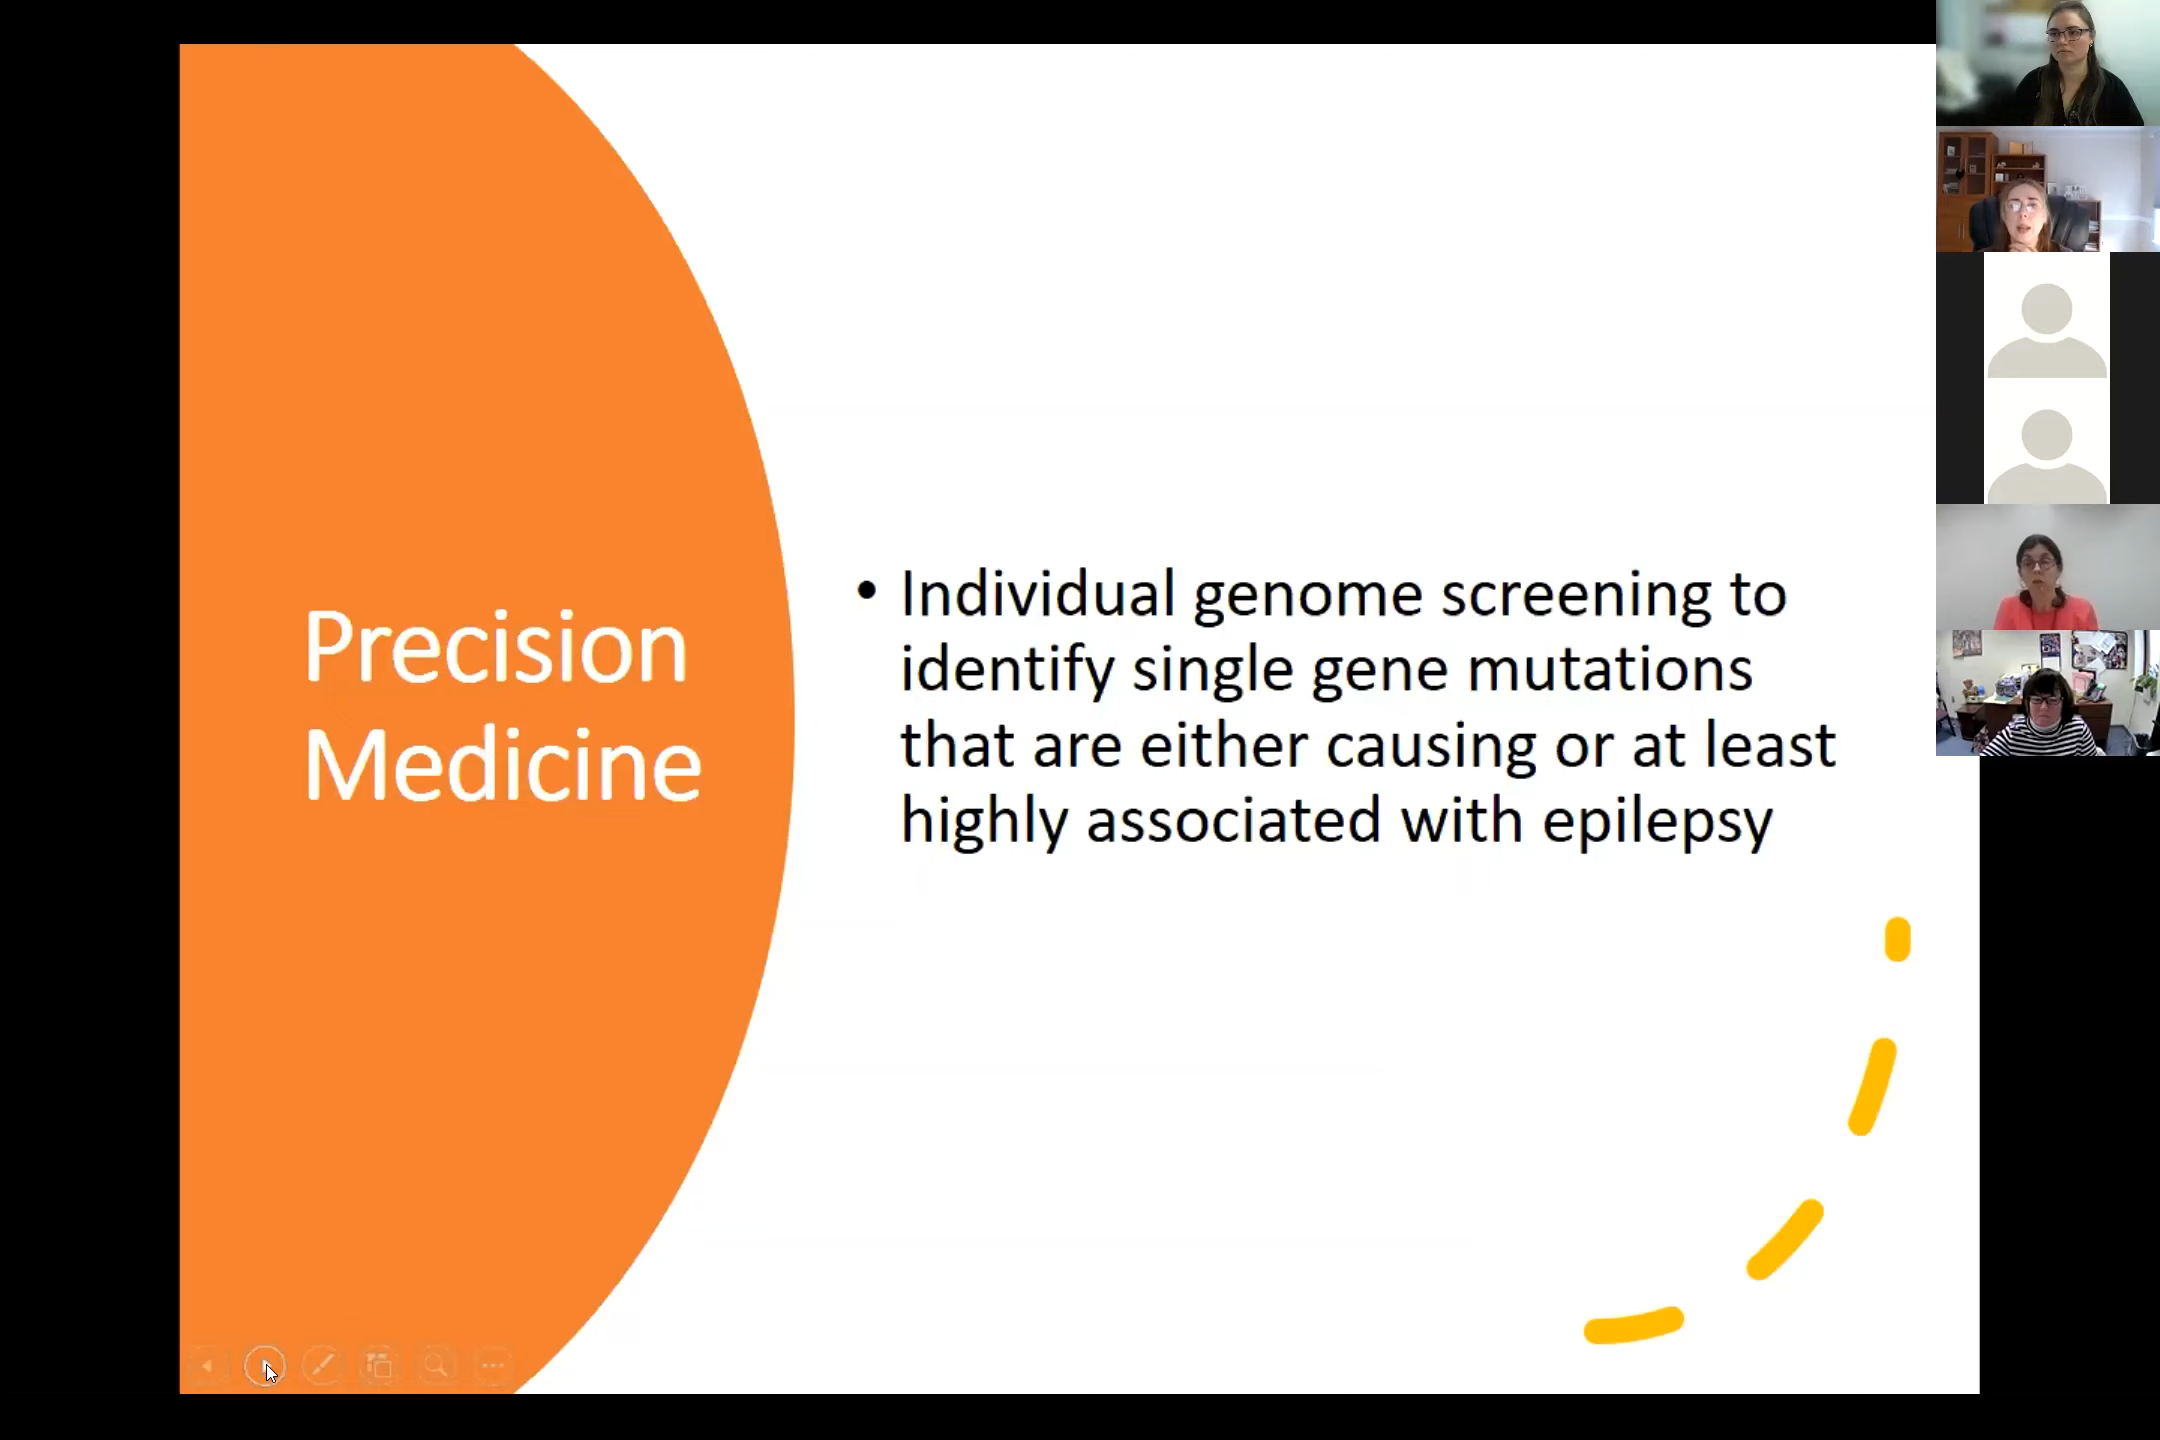 Precision
Medicine
• Individual genome screening to
identify single gene mutations
that are either causing or at least
highly associated with epilepsy